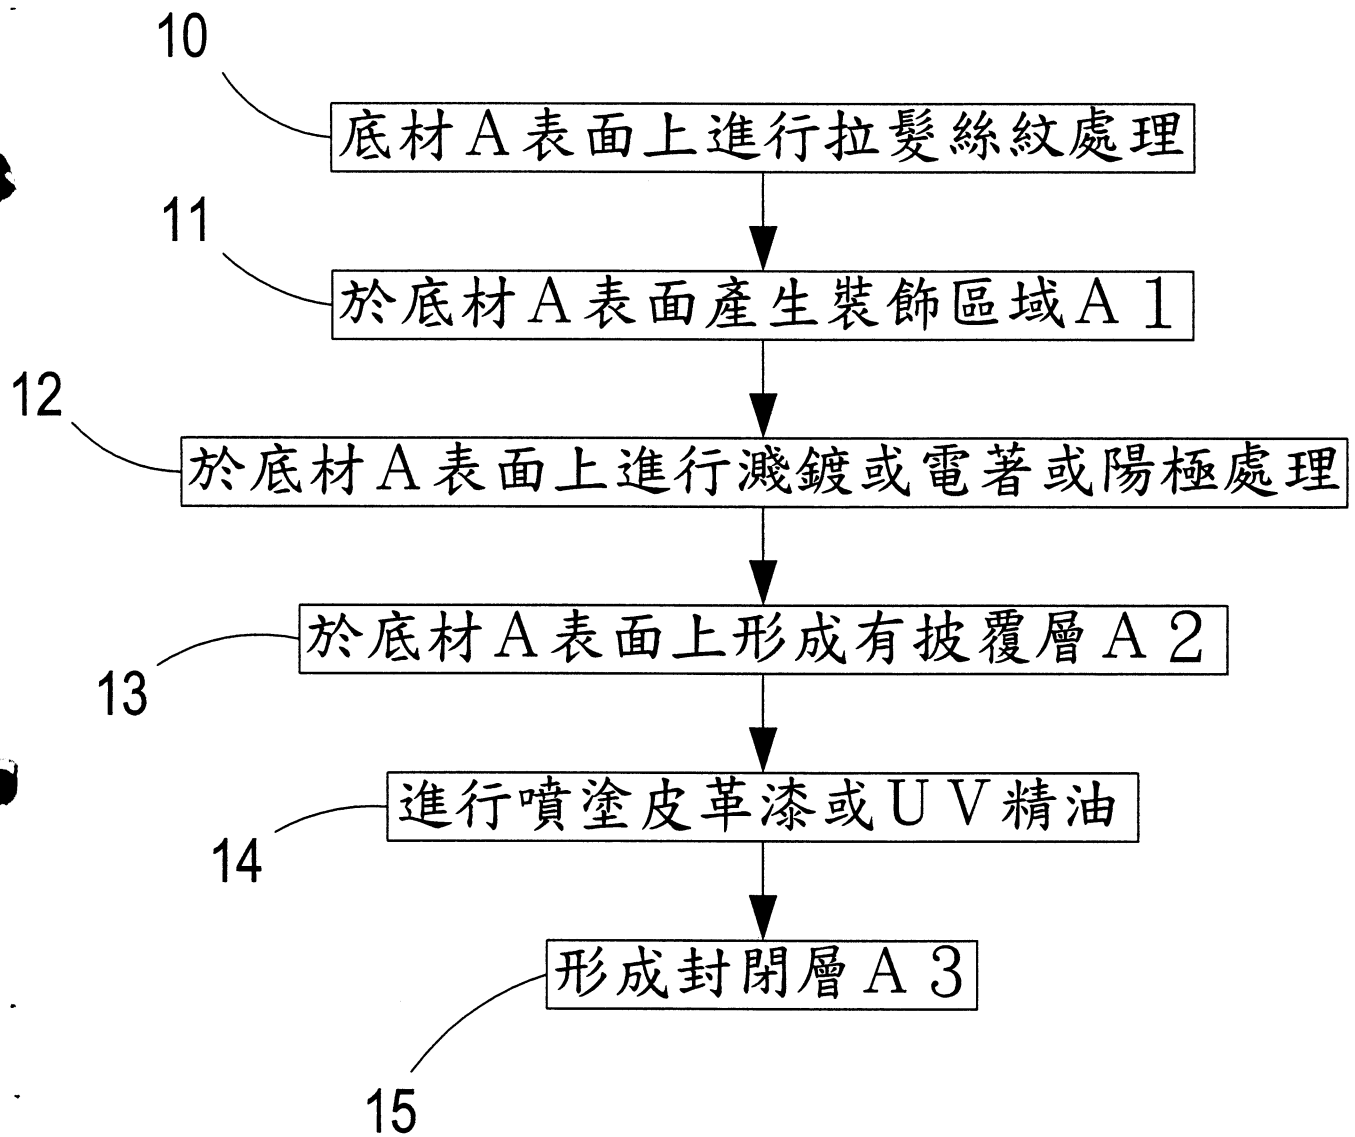 10
底材A表面上進行拉髮絲紋處理
11
於底材A表面產生裝飾區域A1
12
於底材A表面上進行濺鍍或電著或陽極處理
13
於底材A表面上形成有披覆層A2
14
進行噴塗皮革漆或UV精油
形成封閉層A3
15